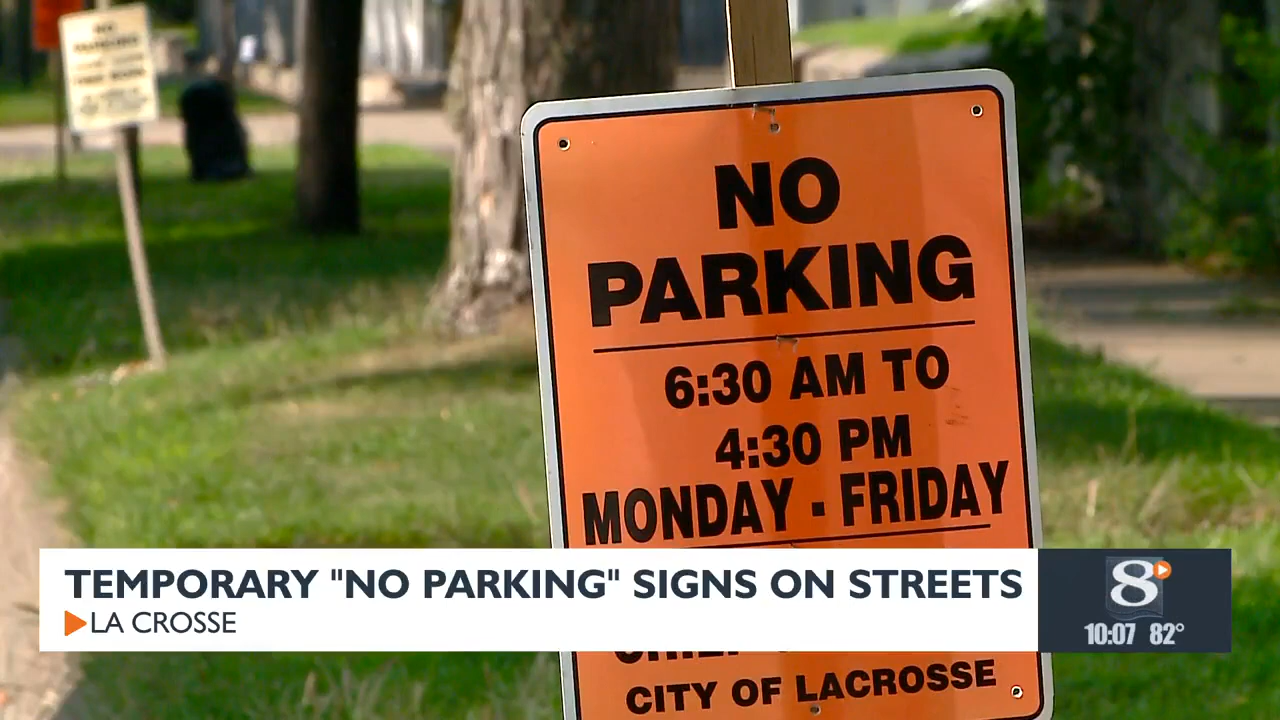 NO
NO
PARKING
6:30 AM TO
4:30 PM
MONDAY - FRIDAY
TEMPORARY "NO PARKING" SIGNS ON STREETS
LA CROSSE
8
10:07 82°
CITY OF LACROSSE